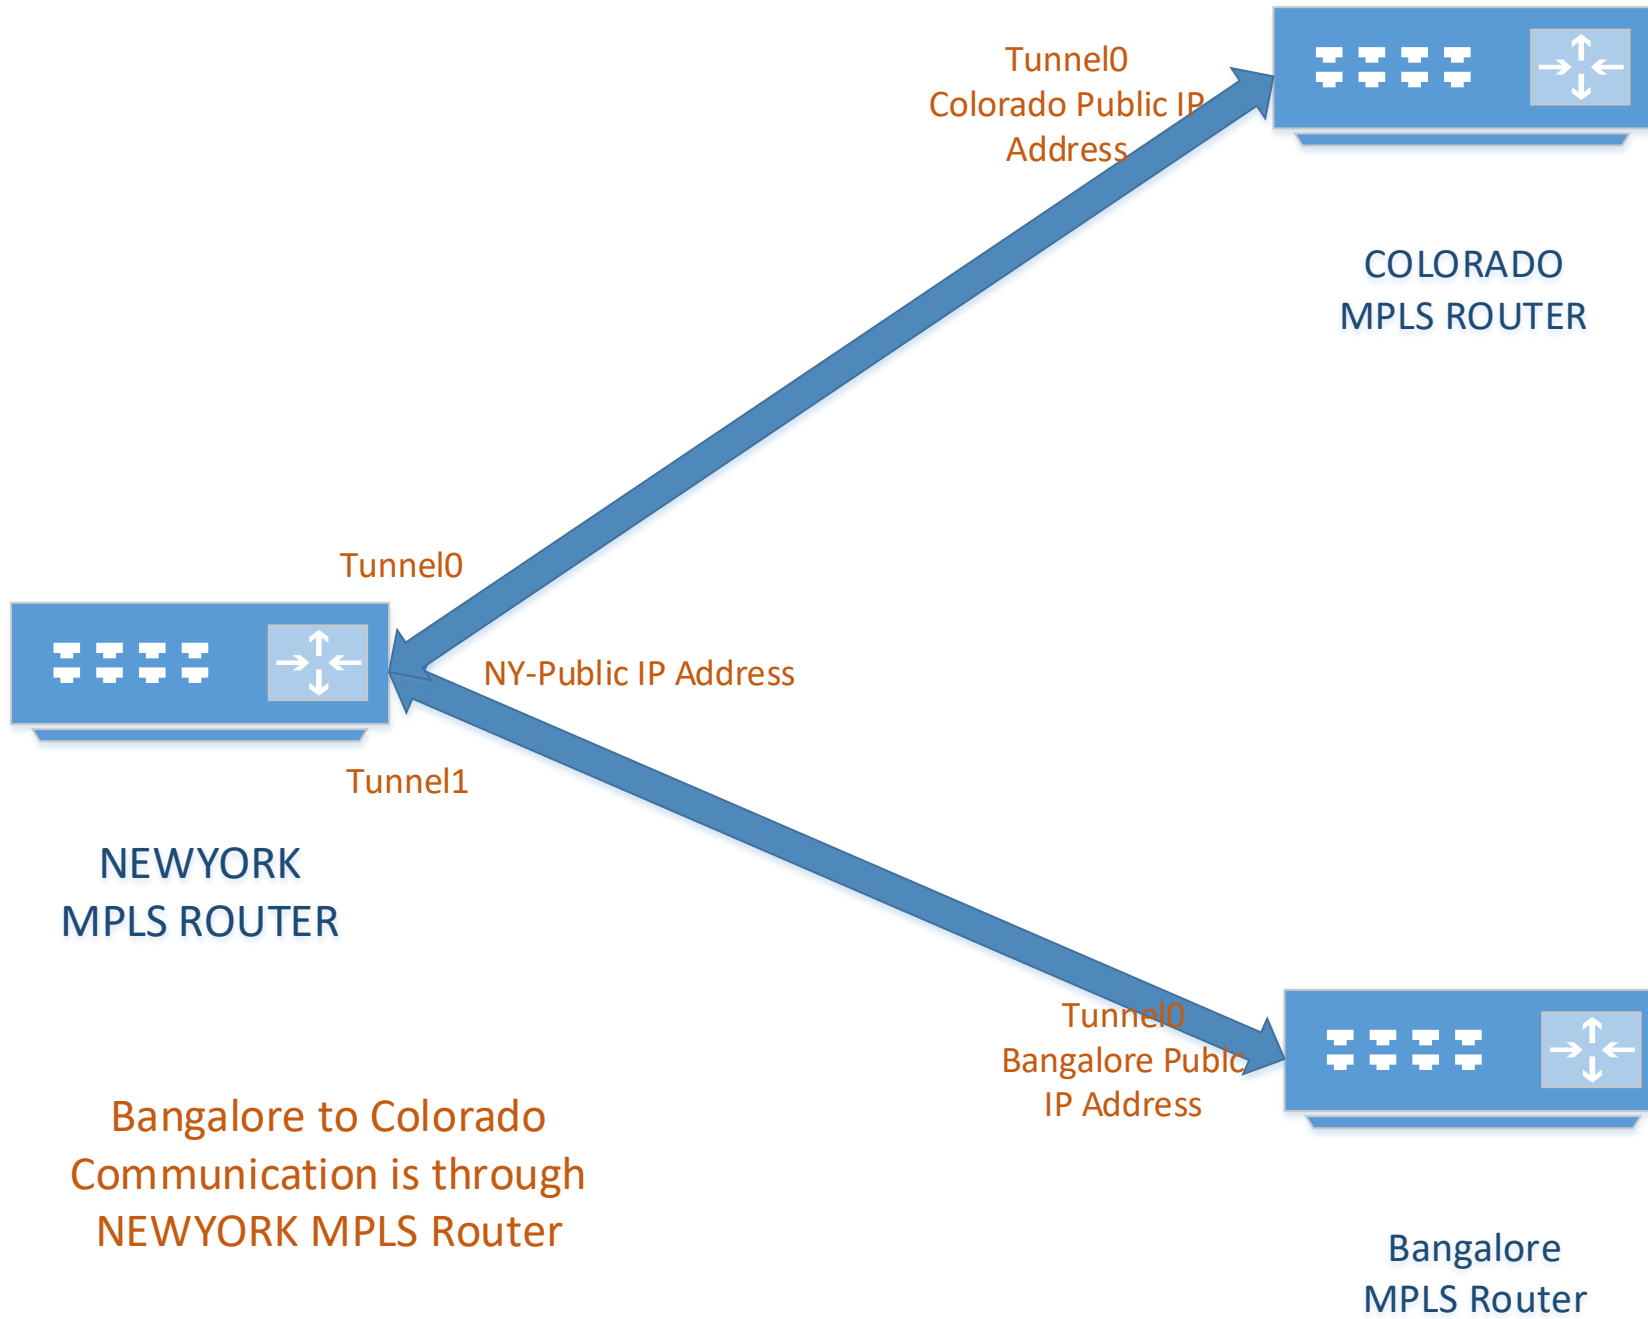 Tunnel0
Colorado Public IP
Address
COLORADO
MPLS ROUTER
Tunnel0
NY-Public IP Address
Tunnel1
NEWYORK
MPLS ROUTER
Tunnel0
Bangalore Publc
IP Address
Bangalore to Colorado
Communication is through
NEWYORK MPLS Router
Bangalore
MPLS Router